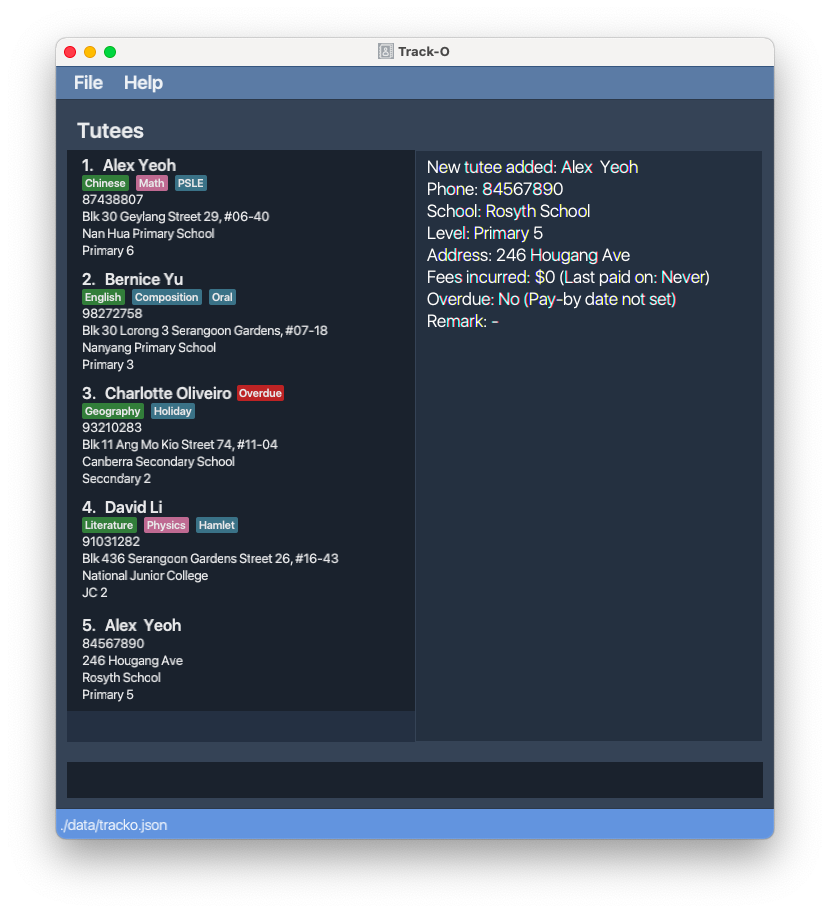 Track-O
File Help
Tutees
1. Alex Yeoh
Chinese Math PSLE
87438807
Blk 30 Geylang Street 29, #06-40
Nan Hua Primary School
Primary 6
2. Bernice Yu
English Composition Oral
98272758
Blk 30 Lorong 3 Serangoon Gardens, #07-18
Nanyang Primary School
Primary 3
3. Charlotte Oliveiro Overdue
Geography Holiday
93210283
Blk 11 Ang Mo Kio Street 74, #11-04
Canberra Secondary School
Secondary 2
4. David Li
Literature Physics Hamlet
91031282
Blk 436 Serangoon Gardens Street 26, #16-43
National Junior College
JC 2
5. Alex  Yeoh
84567890
246 Hougang Ave
Rosyth School
Primary 5
New tutee added: Alex  Yeoh
Phone: 84567890
School: Rosyth School
Level: Primary 5
Address: 246 Hougang Ave
Fees incurred: $0 (Last paid on: Never)
Overdue: No (Pay-by date not set)
Remark: -
./data/tracko.json